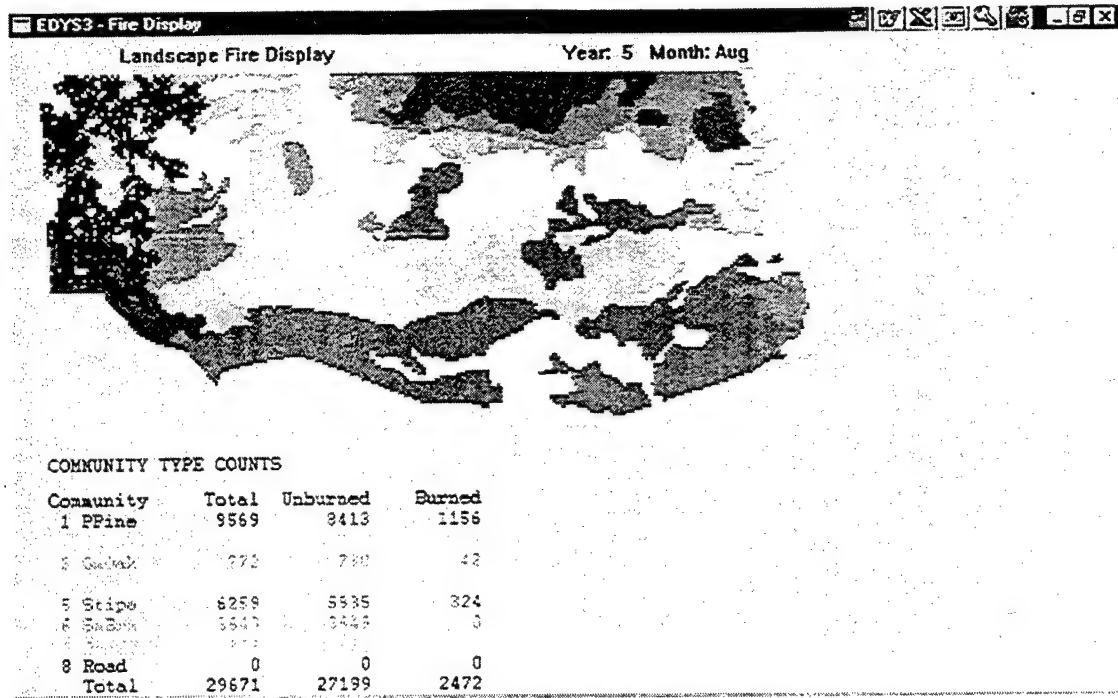 EDYS3 - Fire Display
Landscape Fire Display Year: 5 Month: Aug
COMMUNITY TYPE COUNTS
Community Total Unburned Burned
1 PPine 9569 8413 1156
42
5 Stipa 6259 5935 324
8 Road 0 0 0
Total 29671 27199 2472